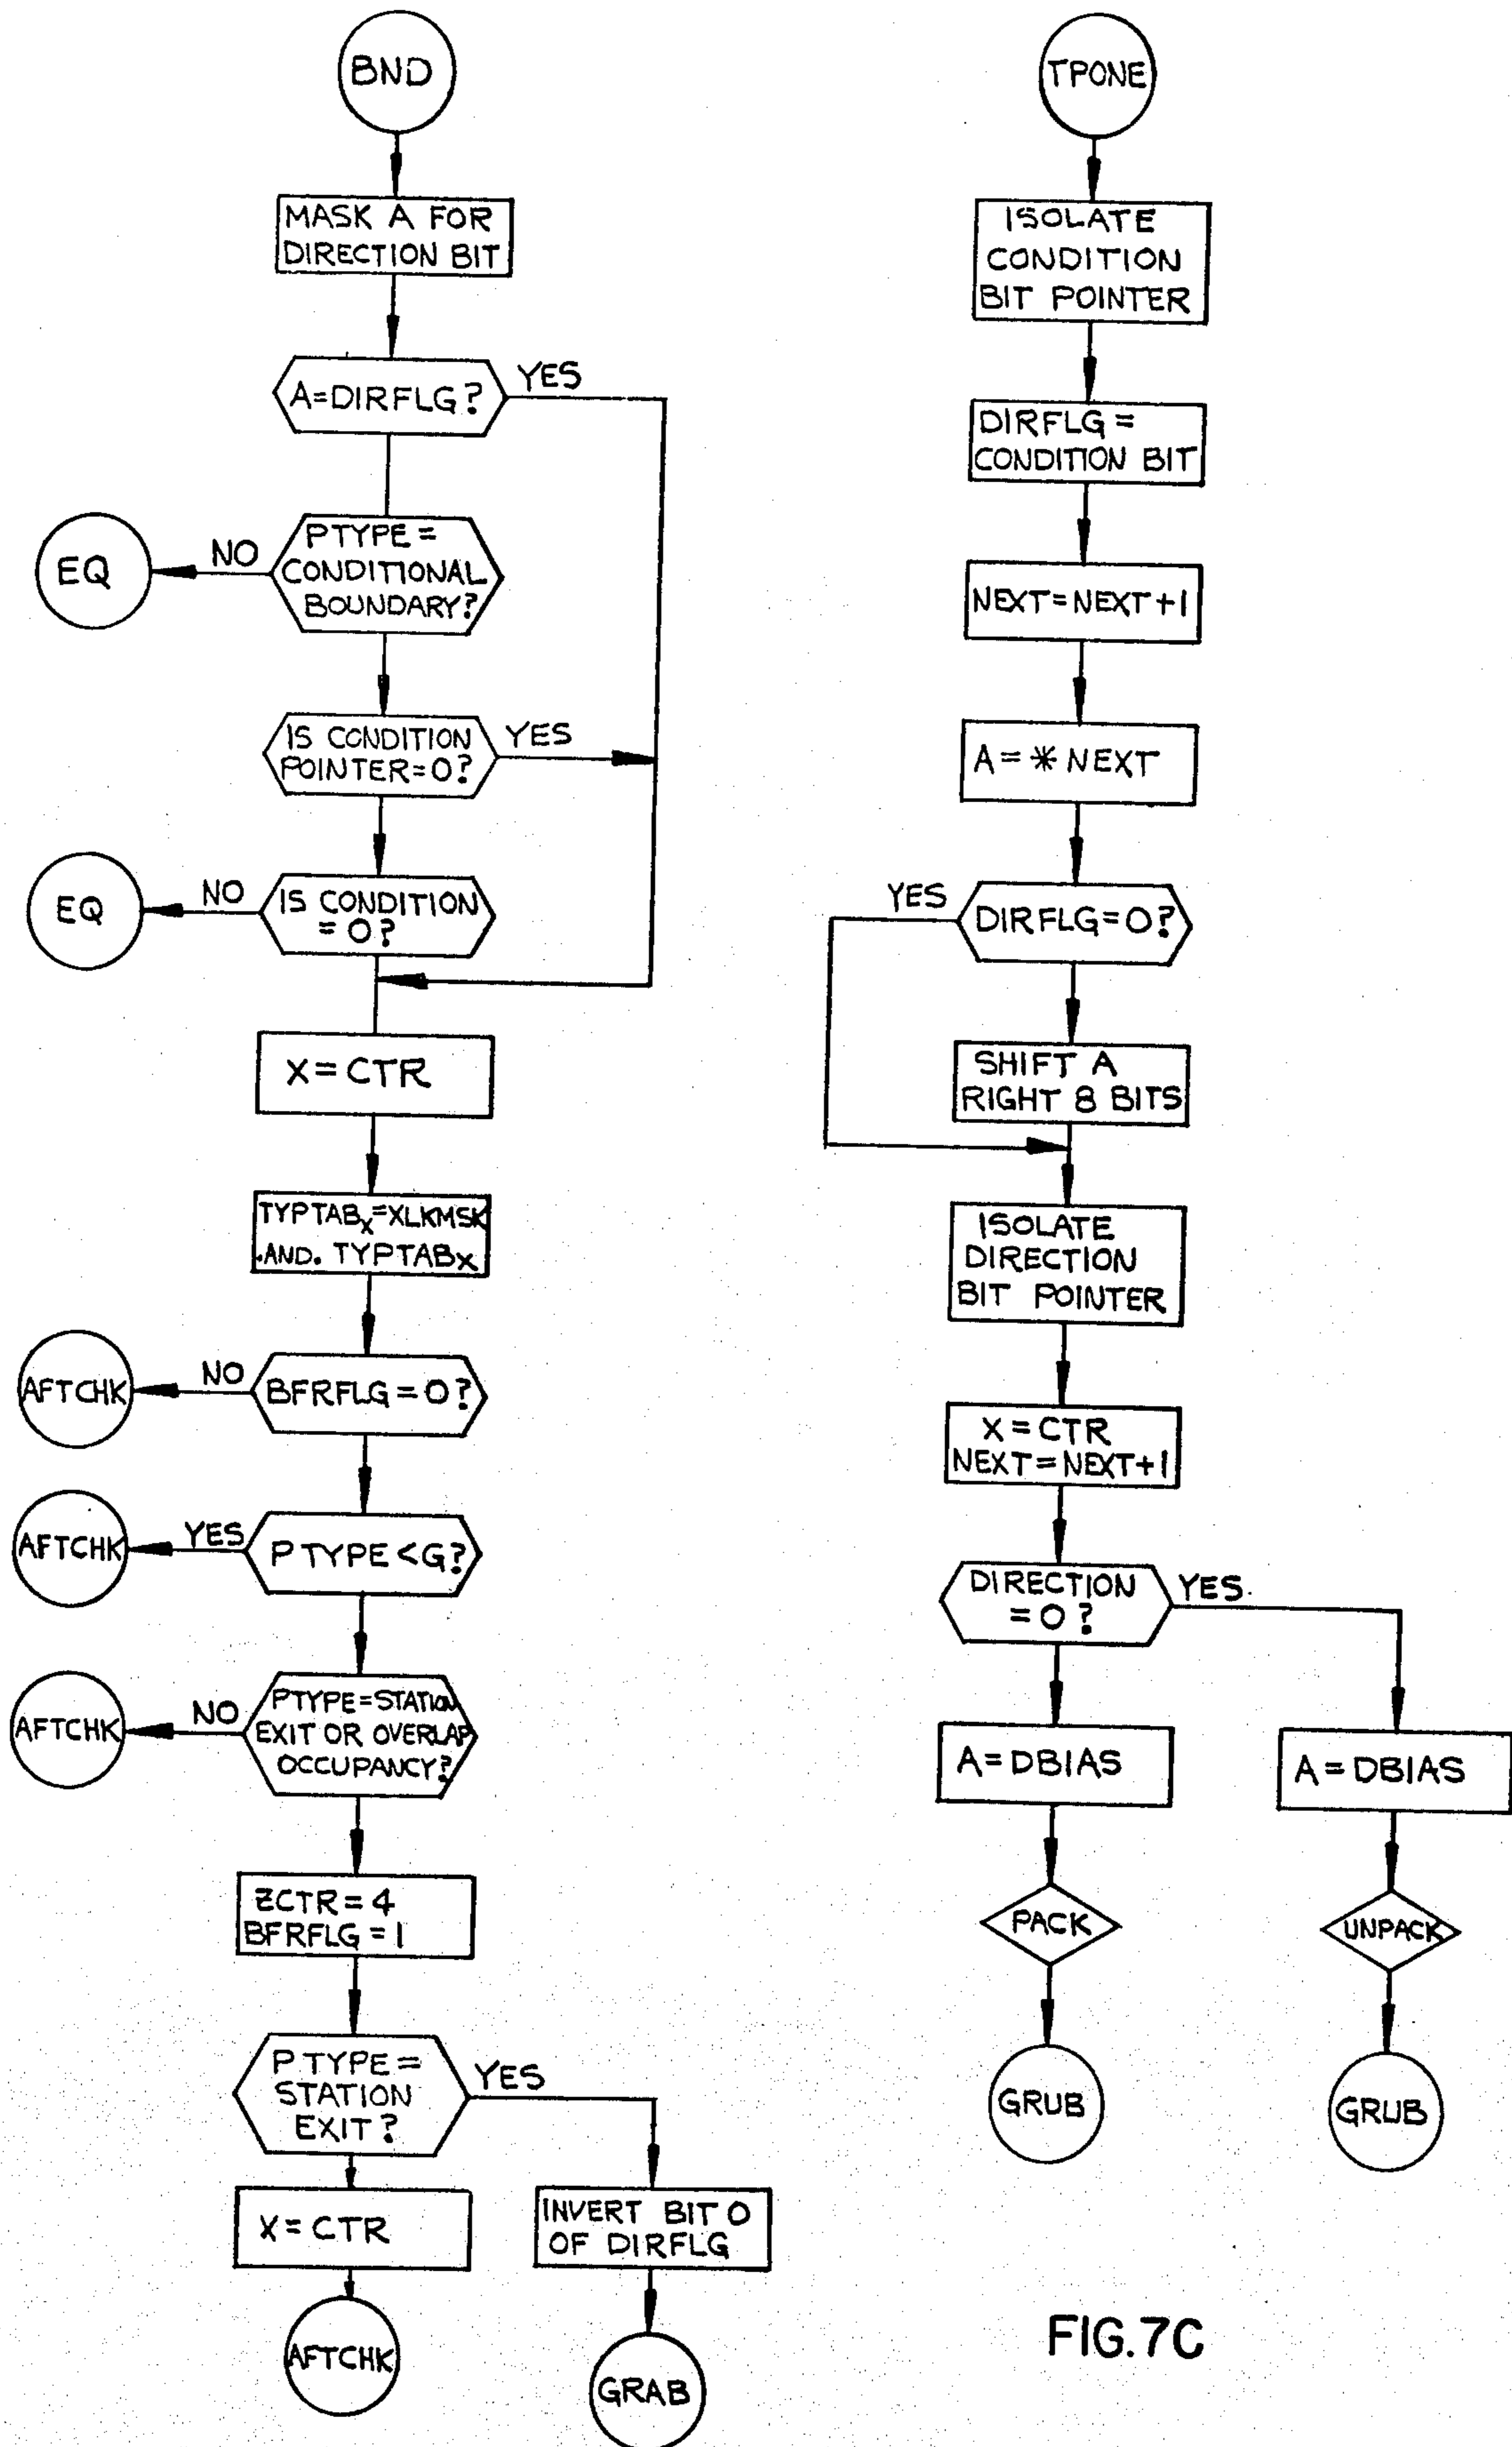 BND
MASK A FOR
DIRECTION BIT
A=DIRFLG?
YES
PTYPE=
CONDITIONAL
BOUNDARY?
NO
EQ
IS CONDITION
POINTER=0?
YES
IS CONDITION
= 0?
NO
EQ
X = CTR
TYPTABX=XLKMSK
.AND. TYPTABX
BFRFLG = 0?
NO
AFTCHK
PTYPE<G?
YES
AFTCHK
PTYPE=STATION
EXIT OR OVERLAP
OCCUPANCY?
NO
AFTCHK
ZCTR = 4
BFRFLG = 1
PTYPE =
STATION
EXIT?
YES
X = CTR
INVERT BIT 0
OF DIRFLG
AFTCHK
GRAB
TPONE
ISOLATE
CONDITION
BIT POINTER
DIRFLG =
CONDITION BIT
NEXT=NEXT+1
A = * NEXT
YES
DIRFLG=0?
SHIFT A
RIGHT 8 BITS
ISOLATE
DIRECTION
BIT POINTER
X = CTR
NEXT=NEXT+1
DIRECTION
= 0?
YES
A=DBIAS
A=DBIAS
PACK
UNPACK
GRUB
GRUB
FIG.7C